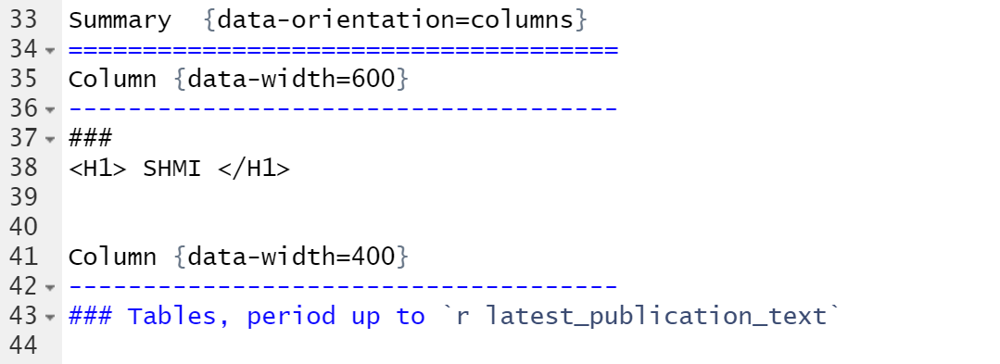 33 Summary  {data-orientation=columns}
34 =====================================
35 Column {data-width=600}
36 -------------------------------------
37 ###
38 <H1> SHMI </H1>
39
40
41 Column {data-width=400}
42 -------------------------------------
43 ### Tables, period up to `r latest_publication_text`
44